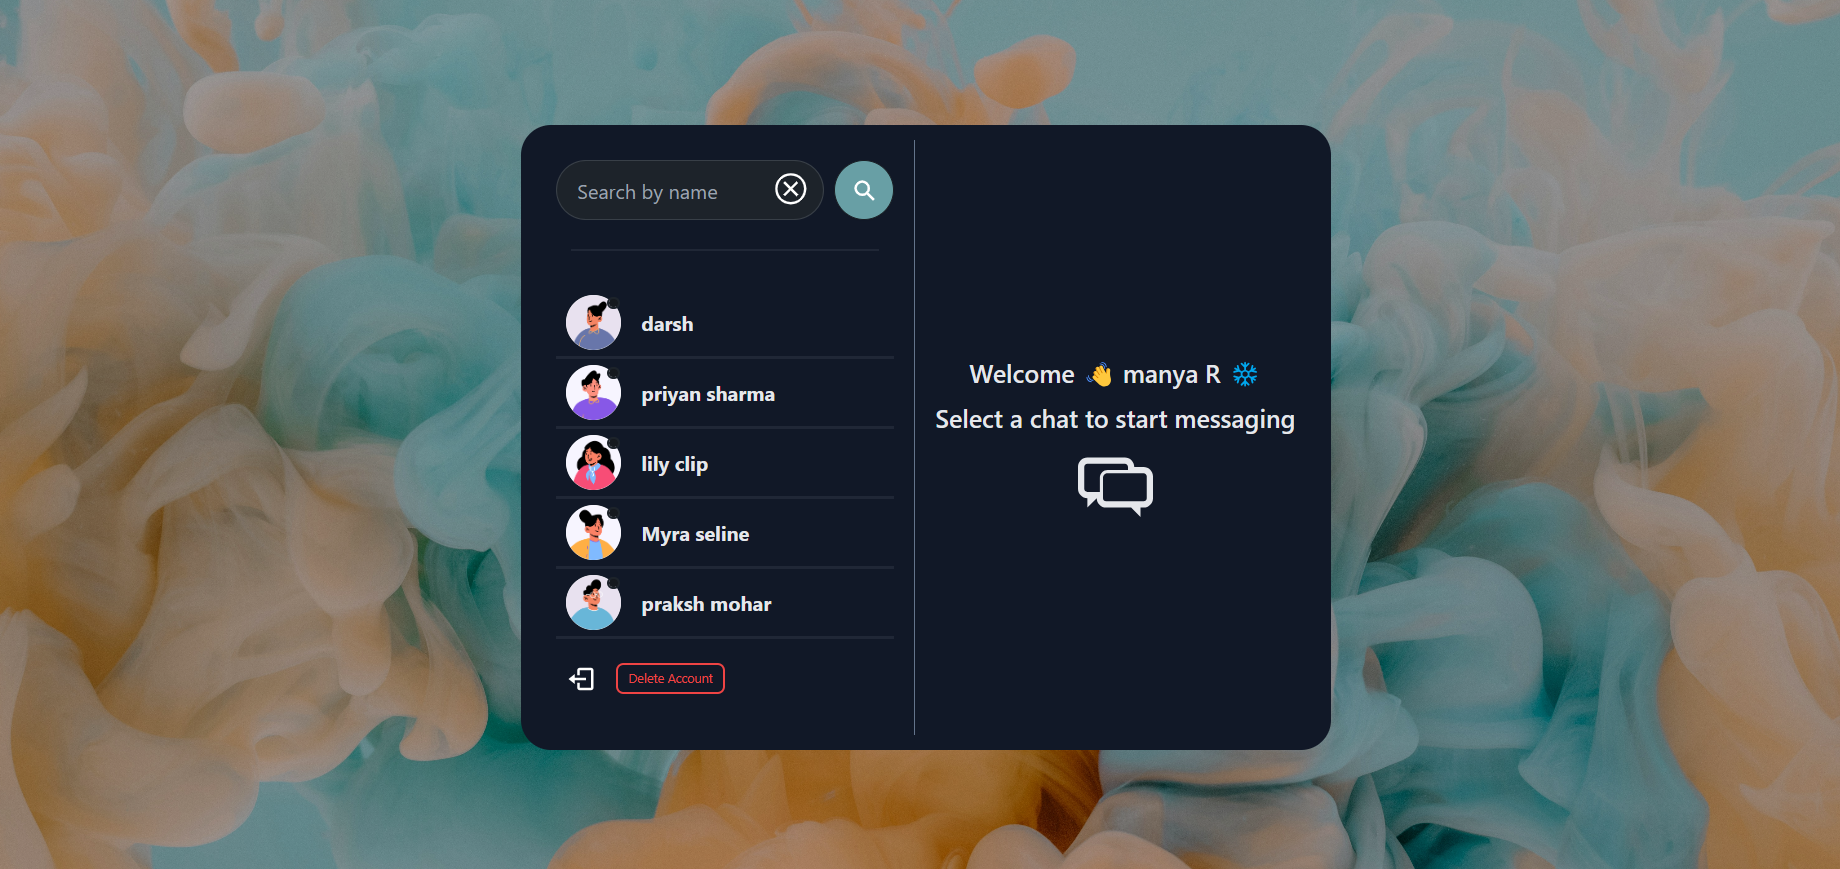 Search by name
darsh
priyan sharma
lily clip
Myra seline
praksh mohar
Delete Account
Welcome 👋 manya R ❄
Select a chat to start messaging